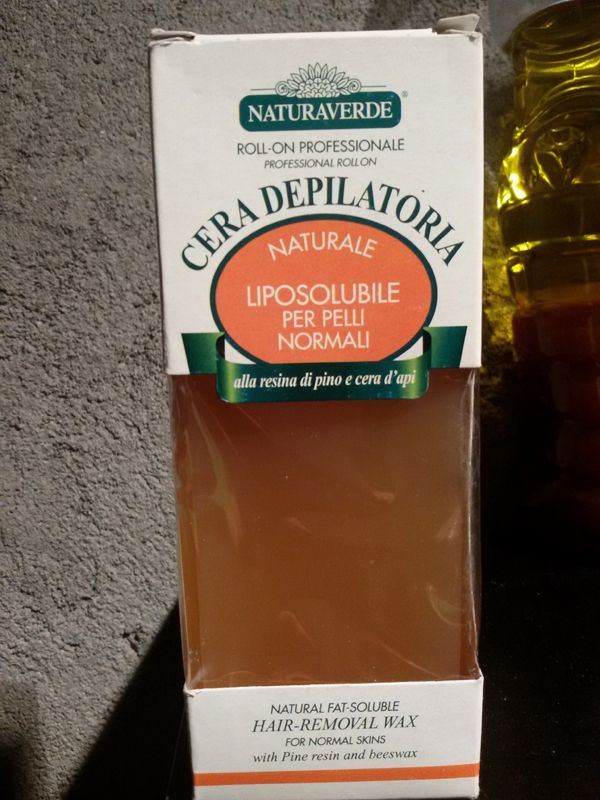 NATURAVERDE®
ROLL-ON PROFESSIONALE
PROFESSIONAL ROLL ON
CERA DEPILATORIA
NATURALE
LIPOSOLUBILE
PER PELLI
NORMALI
alla resina di pino e cera d'api
NATURAL FAT-SOLUBLE
HAIR-REMOVAL WAX
FOR NORMAL SKINS
with Pine resin and beeswax